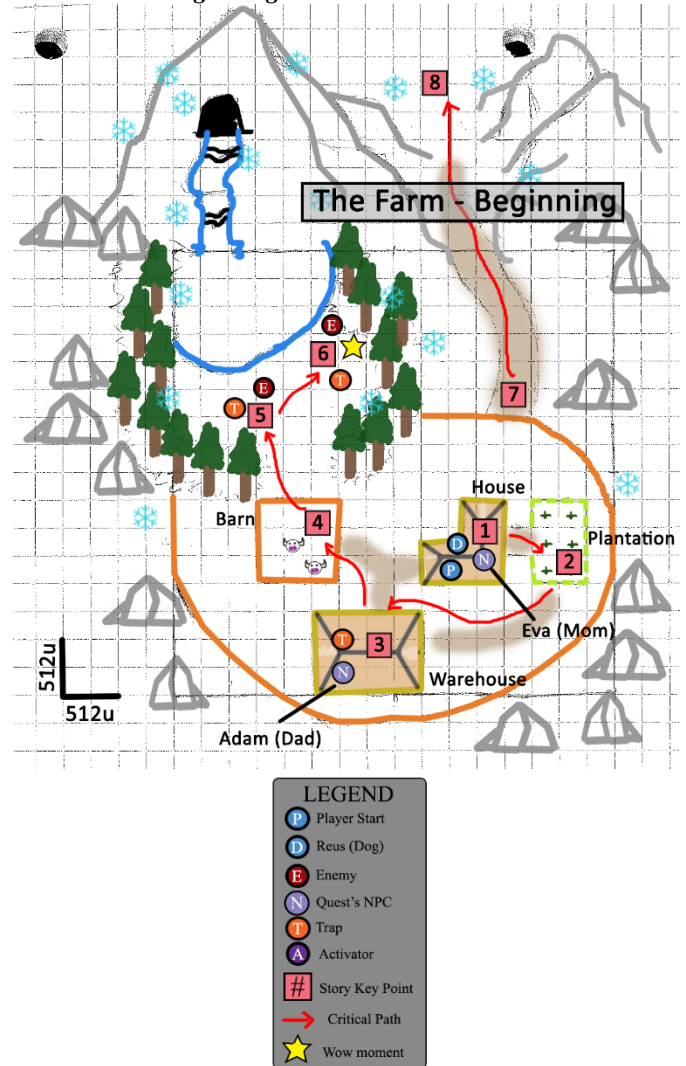 8
The Farm - Beginning
E
6
T
E
T
5
7
House
Barn
4
1
D
N
P
Plantation
2
Eva (Mom)
T
3
N
Warehouse
512u
512u
Adam (Dad)
LEGEND
P Player Start
D Reus (Dog)
E Enemy
N Quest's NPC
T Trap
A Activator
# Story Key Point
Critical Path
Wow moment